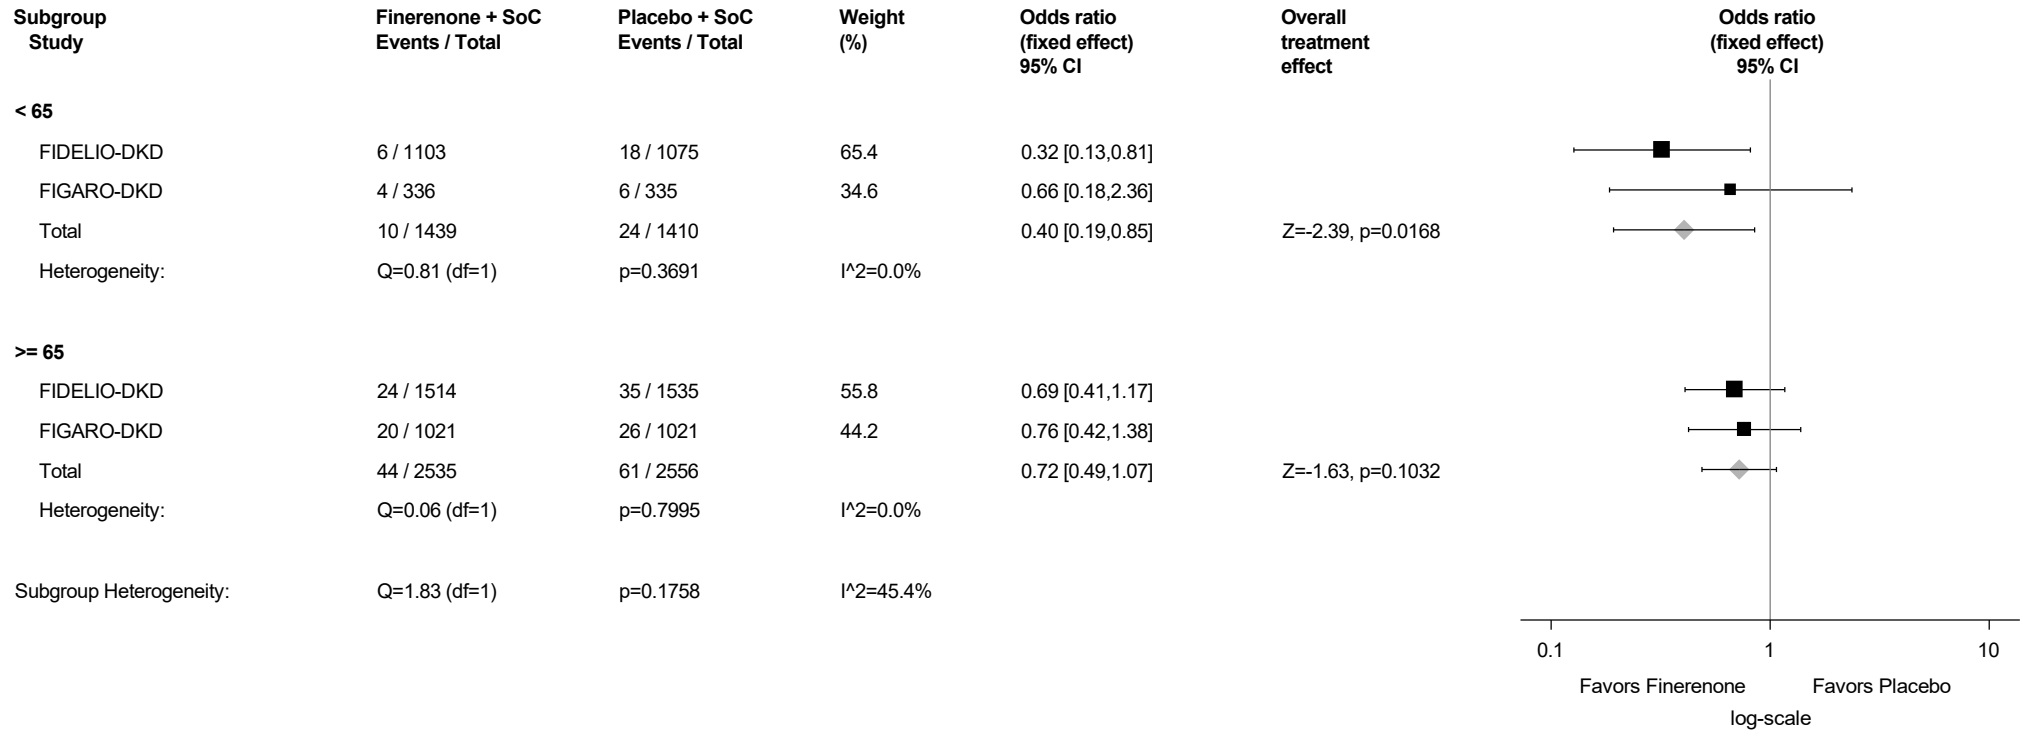 Subgroup Finerenone + SoC Placebo + SoC Weight Odds ratio Overall Odds ratio
Study Events / Total Events / Total (%) (fixed effect) treatment (fixed effect)
95% CI effect 95% CI
< 65
FIDELIO-DKD 6 / 1103 18 / 1075 65.4 0.32 [0.13,0.81]
FIGARO-DKD 4 / 336 6 / 335 34.6 0.66 [0.18,2.36]
Total 10 / 1439 24 / 1410 0.40 [0.19,0.85] Z=-2.39, p=0.0168
Heterogeneity: Q=0.81 (df=1) p=0.3691 I^2=0.0%
>= 65
FIDELIO-DKD 24 / 1514 35 / 1535 55.8 0.69 [0.41,1.17]
FIGARO-DKD 20 / 1021 26 / 1021 44.2 0.76 [0.42,1.38]
Total 44 / 2535 61 / 2556 0.72 [0.49,1.07] Z=-1.63, p=0.1032
Heterogeneity: Q=0.06 (df=1) p=0.7995 I^2=0.0%
Subgroup Heterogeneity: Q=1.83 (df=1) p=0.1758 I^2=45.4%
0.1 1 10
Favors Finerenone Favors Placebo
log-scale